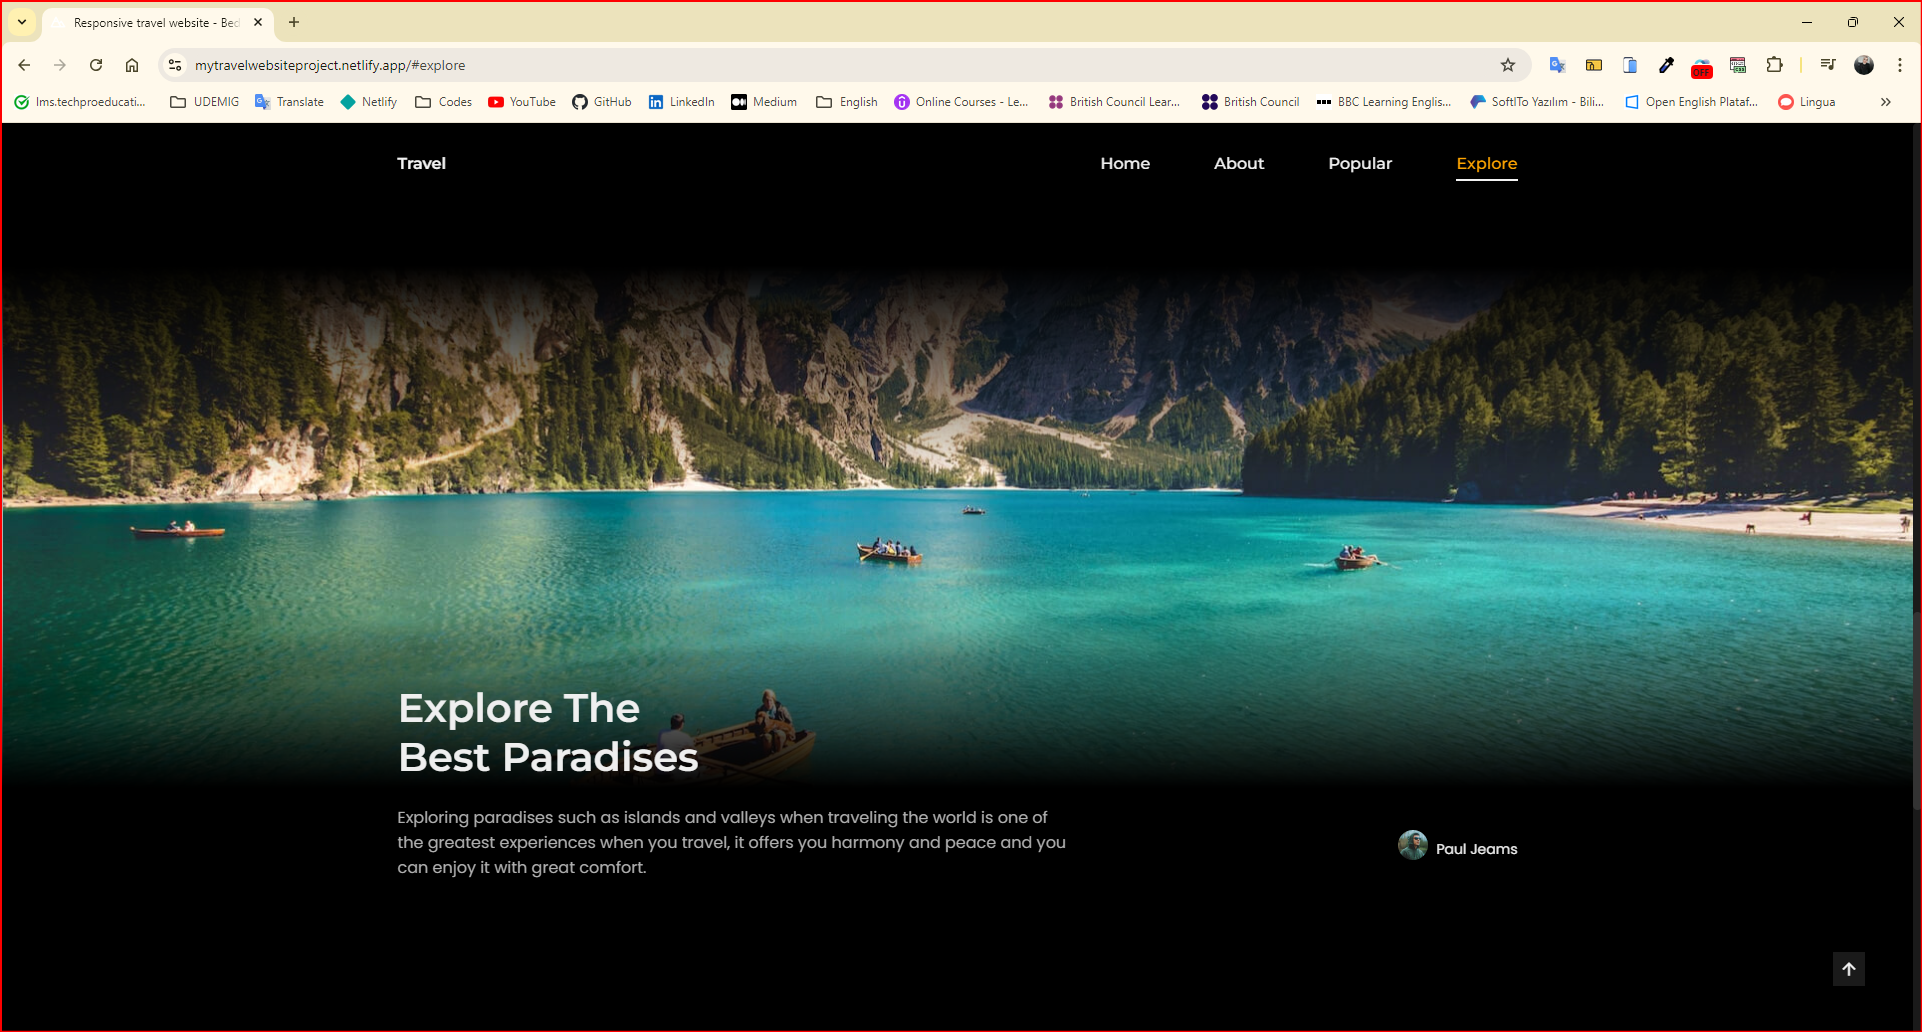 Responsive travel website - Bed
mytravelwebsiteproject.netlify.app/#explore
OFF
lms.techproeducati...
UDEMIG
Translate
Netlify
Codes
YouTube
GitHub
LinkedIn
Medium
English
Online Courses - Le...
British Council Lear...
British Council
BBC Learning Englis...
SoftITo Yazılım - Bili...
Open English Plataf...
Lingua
Travel
Home
About
Popular
Explore
Explore The
Best Paradises
Exploring paradises such as islands and valleys when traveling the world is one of
the greatest experiences when you travel, it offers you harmony and peace and you
can enjoy it with great comfort.
Paul Jeams